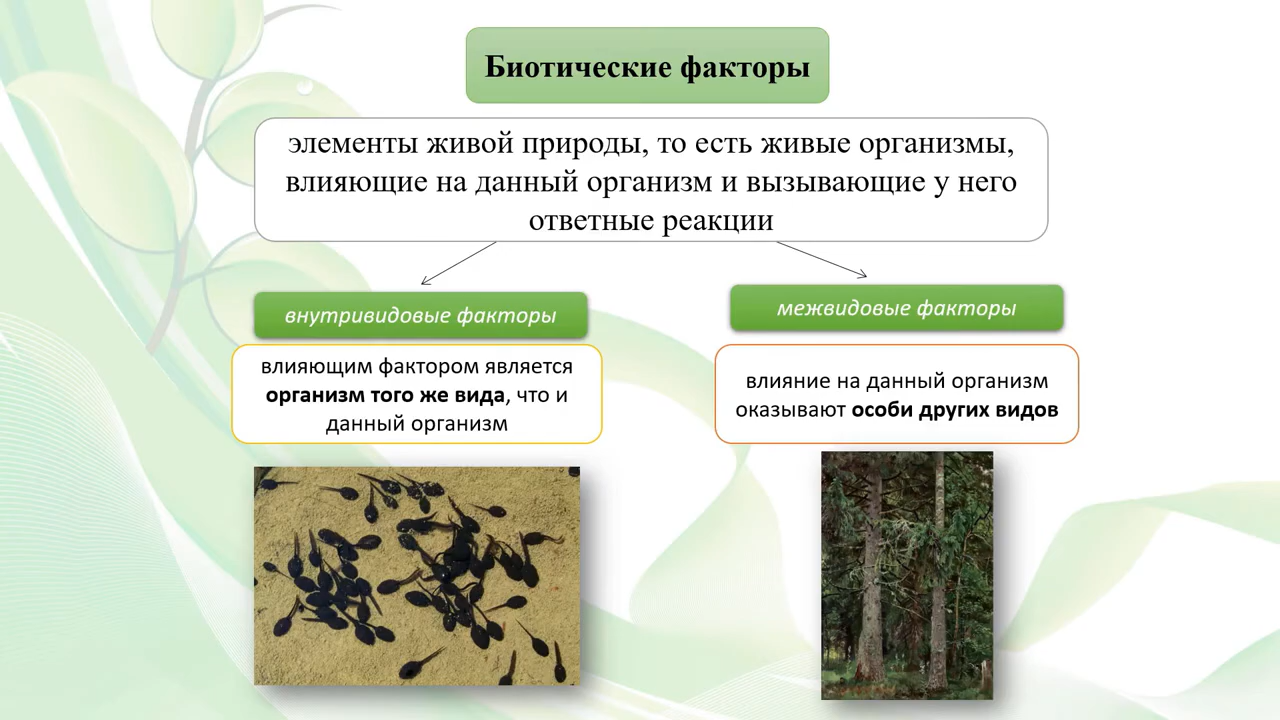 Биотические факторы
элементы живой природы, то есть живые организмы,
влияющие на данный организм и вызывающие у него
ответные реакции
внутривидовые факторы
влияющим фактором является
организм того же вида, что и
данный организм
межвидовые факторы
влияние на данный организм
оказывают особи других видов